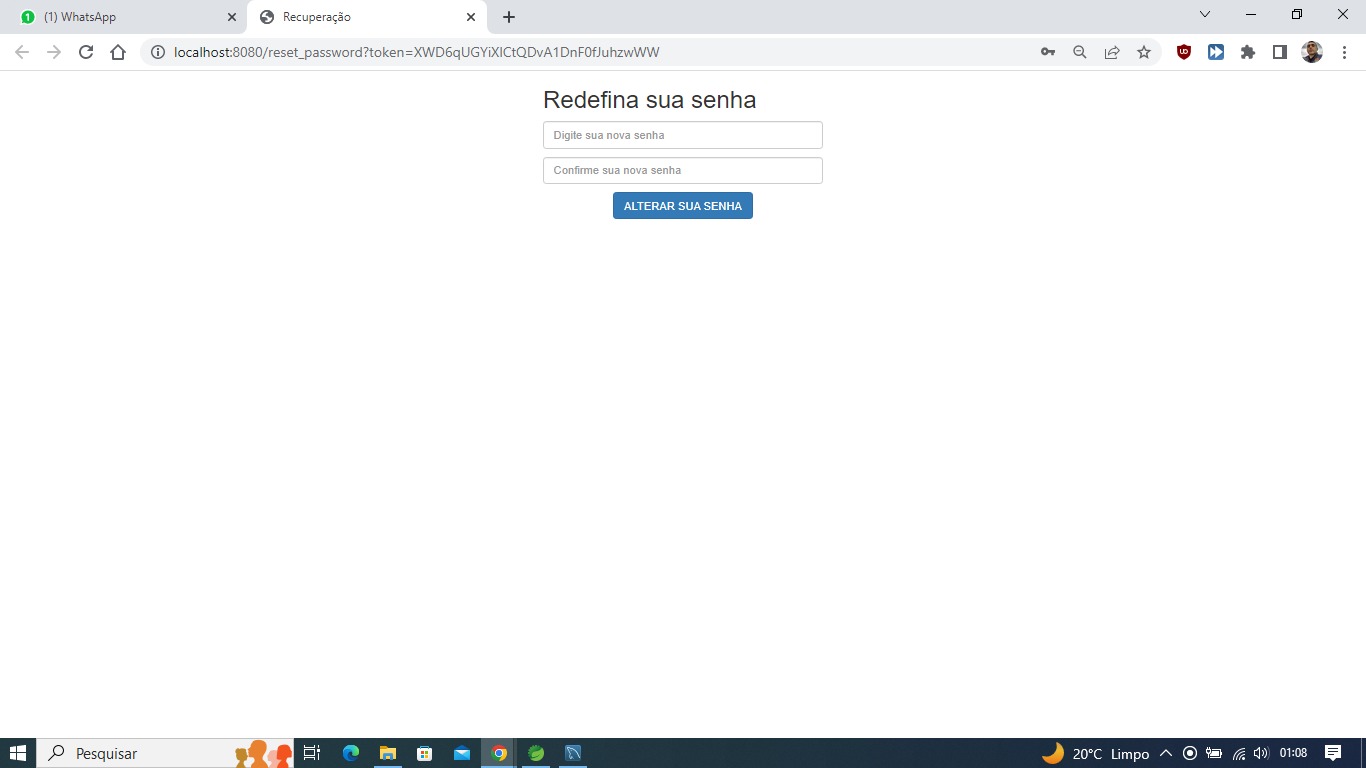 (1) WhatsApp
Recuperação
localhost:8080/reset_password?token=XWD6qUGYiXlCtQDvA1DnF0fJuhzwWW
Redefina sua senha
Digite sua nova senha
Confirme sua nova senha
ALTERAR SUA SENHA
Pesquisar
20°C Limpo
01:08